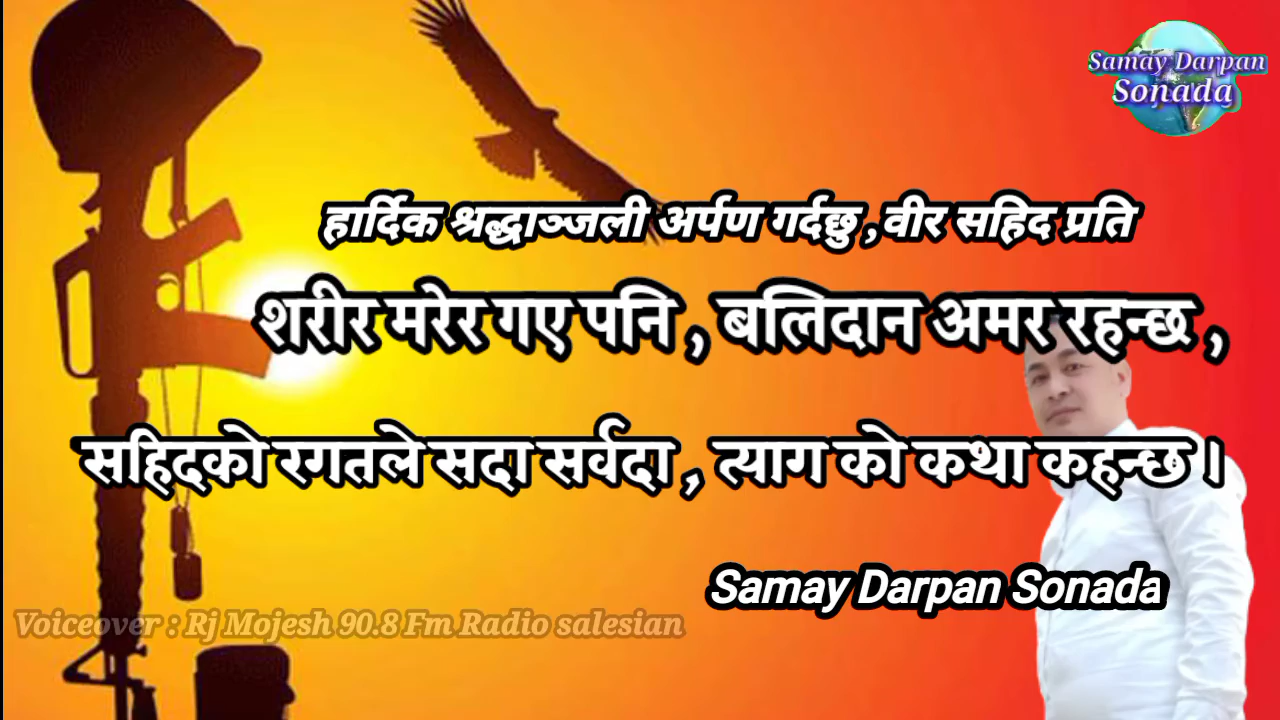 Samay Darpan
Sonada
हार्दिक श्रद्धाञ्जली अर्पण गर्दछु ,वीर सहिद प्रति
शरीर मरेर गए पनि , बलिदान अमर रहन्छ ,
सहिदको रगतले सदा सर्वदा , त्याग को कथा कहन्छ ।
Samay Darpan Sonada
Voiceover : Rj Mojesh 90.8 Fm Radio salesian